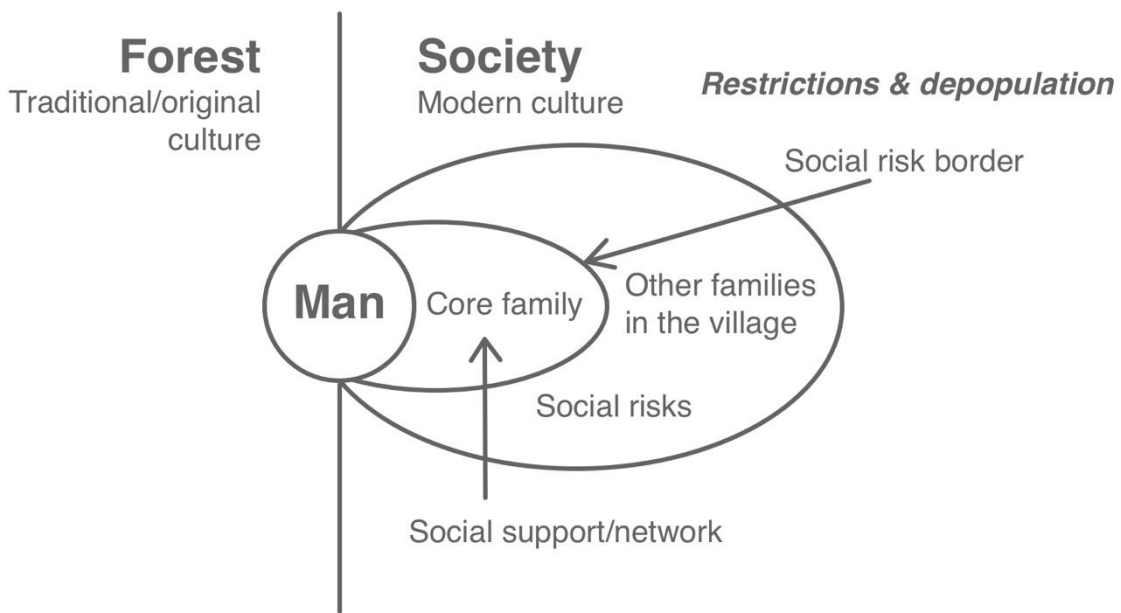 Forest
Traditional/original
culture
Society
Modern culture
Restrictions & depopulation
Social risk border
Man
Core family
Other families
in the village
Social risks
Social support/network